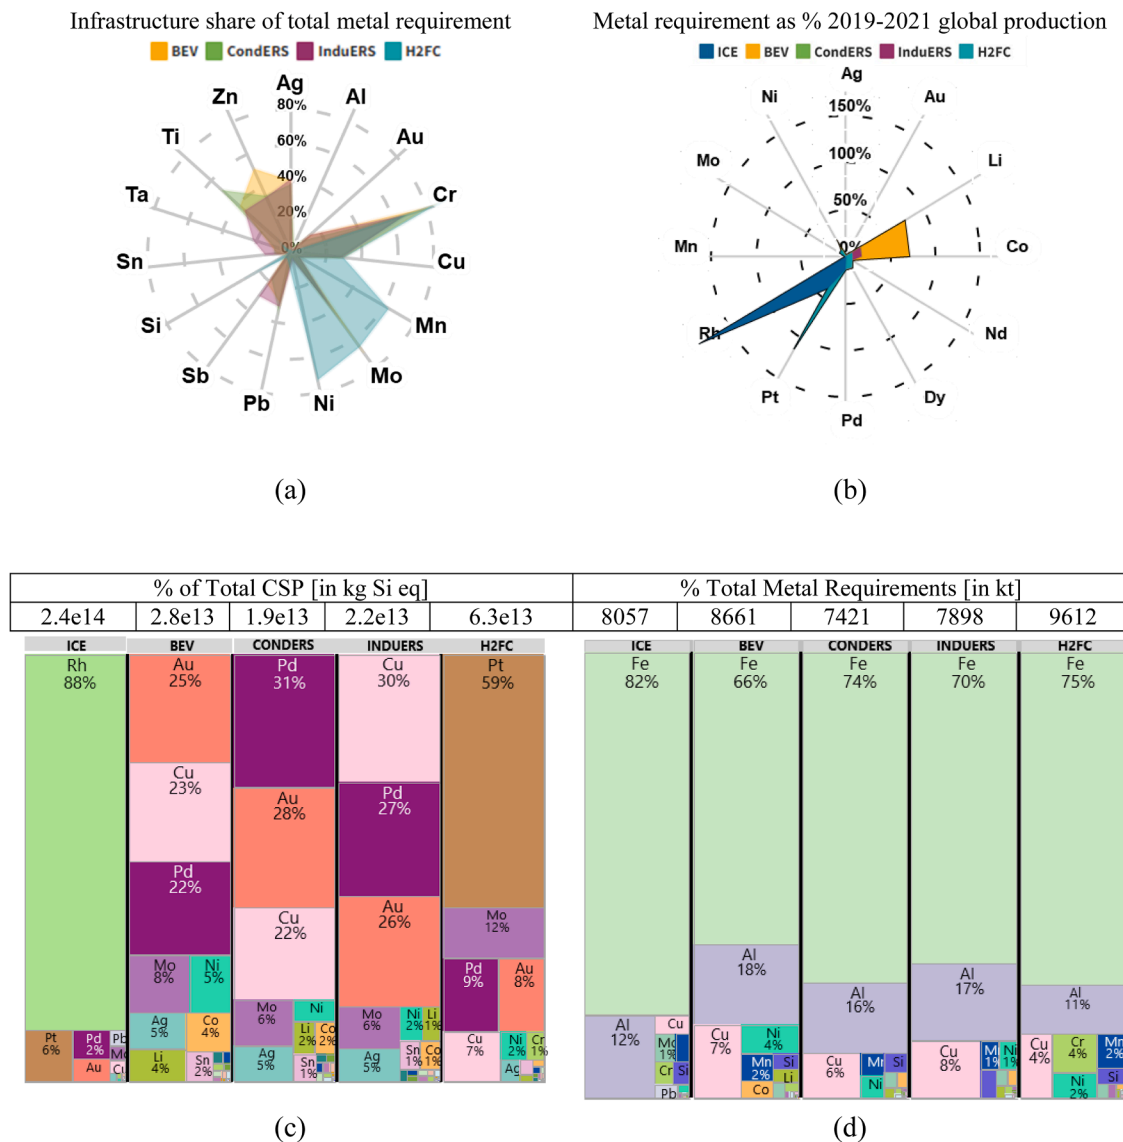 Infrastructure share of total metal requirement
BEV CondERS InduERS H2FC
Ag
Al
Au
Cr
Cu
Mn
Mo
Ni
Pb
Sb
Si
Sn
Ta
Ti
Zn
80%
60%
40%
20%
0%
(a)
Metal requirement as % 2019-2021 global production
ICE BEV CondERS InduERS H2FC
Ag
Au
Li
Co
Nd
Dy
Pd
Pt
Rh
Mn
Mo
Ni
150%
100%
50%
0%
(b)
% of Total CSP [in kg Si eq]
2.4e14 2.8e13 1.9e13 2.2e13 6.3e13
ICE BEV CONDERS INDUERS H2FC
Rh
88%
Pt
6%
Pd
2%
Au
Pb
Mo
Cu
Au
25%
Cu
23%
Pd
22%
Mo
8%
Ni
5%
Ag
5%
Co
4%
Li
4%
Sn
2%
Pd
31%
Au
28%
Cu
22%
Mo
6%
Ni
Li
2%
Co
2%
Ag
5%
Sn
1%
Cu
30%
Pd
27%
Au
26%
Mo
6%
Ni
2%
Li
1%
Ag
5%
Sn
1%
Co
1%
Pt
59%
Mo
12%
Pd
9%
Au
8%
Cu
7%
Ni
2%
Cr
1%
Ag
(c)
% Total Metal Requirements [in kt]
8057 8661 7421 7898 9612
ICE BEV CONDERS INDUERS H2FC
Fe
82%
Al
12%
Cu
1%
Cr
Si
Pb
Fe
66%
Al
18%
Cu
7%
Ni
4%
Mn
2%
Si
Li
Co
Fe
74%
Al
16%
Cu
6%
Ni
Si
Fe
70%
Al
17%
Cu
8%
1%
Ni
1%
Fe
75%
Al
11%
Cu
4%
Cr
4%
Mn
2%
Ni
2%
Si
(d)